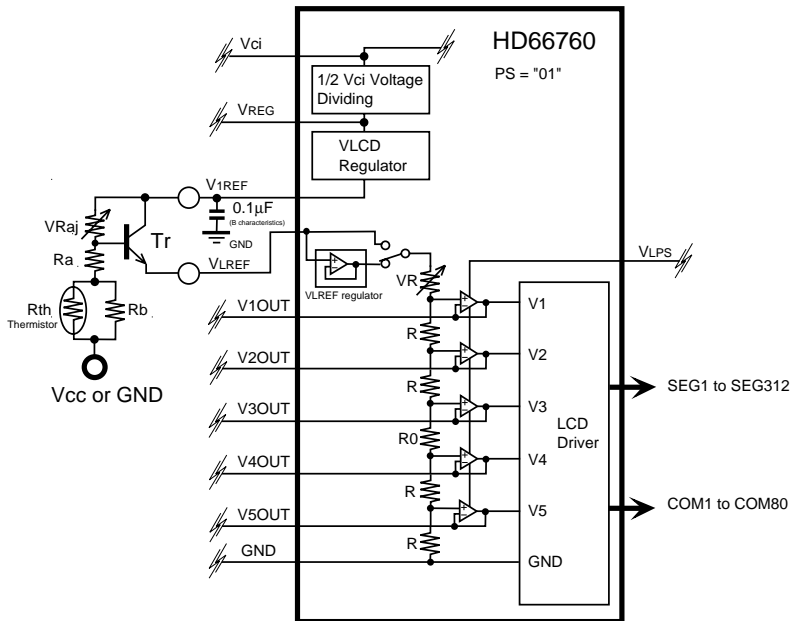 HD66760
PS = "01"
Vci
1/2 Vci Voltage
Dividing
VREG
VLCD
Regulator
V1REF
0.1μF
(B characteristics)
GND
VRaj
Tr
Ra
VLREF
VLREF regulator
VR
VLPS
Rth
Thermistor
Rb
Vcc or GND
V1OUT
V2OUT
V3OUT
V4OUT
V5OUT
GND
R
R
R0
R
R
V1
V2
V3
V4
V5
GND
LCD
Driver
SEG1 to SEG312
COM1 to COM80
+
−
+
−
+
−
+
−
+
−
+
−